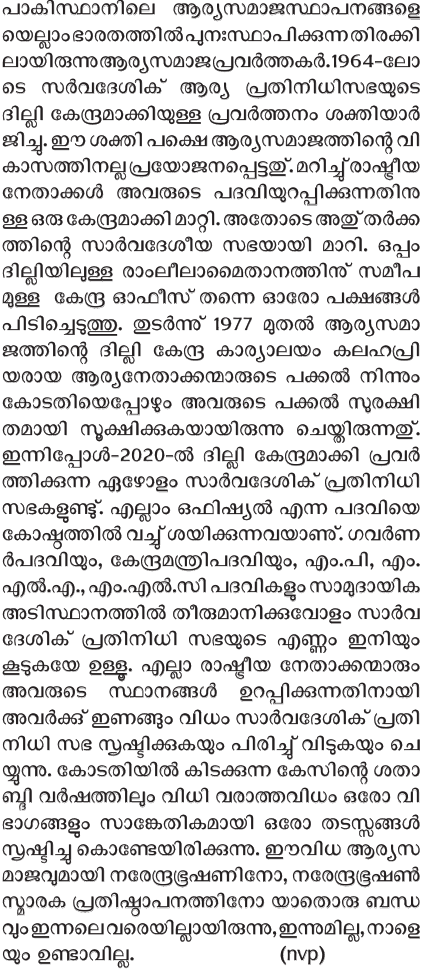 പാകിസ്ഥാനിലെ ആര്യസമാജസ്ഥാപനങ്ങളെ
യെല്ലാം ഭാരതത്തിൽ പുനഃസ്ഥാപിക്കുന്ന തിരക്കി
ലായിരുന്നു ആര്യസമാജ പ്രവർത്തകർ. 1964-ലോ
ടെ സർവദേശിക് ആര്യ പ്രതിനിധിസഭയുടെ
ദില്ലി കേന്ദ്രമാക്കിയുള്ള പ്രവർത്തനം ശക്തിയാർ
ജിച്ചു. ഈ ശക്തി പക്ഷെ ആര്യസമാജത്തിന്റെ വി
കാസത്തിനല്ല പ്രയോജനപ്പെട്ടതു്. മറിച്ച് രാഷ്ട്രീയ
നേതാക്കൾ അവരുടെ പദവിയുറപ്പിക്കുന്നതിനു
ള്ള ഒരു കേന്ദ്രമാക്കി മാറ്റി. അതോടെ അതു് തർക്ക
ത്തിന്റെ സാർവദേശീയ സഭയായി മാറി. ഒപ്പം
ദില്ലിയിലുള്ള രാംലീലാമൈതാനത്തിനു് സമീപ
മുള്ള കേന്ദ്ര ഓഫീസ് തന്നെ ഓരോ പക്ഷങ്ങൾ
പിടിച്ചെടുത്തു. തുടർന്നു് 1977 മുതൽ ആര്യസമാ
ജത്തിന്റെ ദില്ലി കേന്ദ്ര കാര്യാലയം കലഹപ്രി
യരായ ആര്യനേതാക്കന്മാരുടെ പക്കൽ നിന്നും
കോടതിയെപ്പോഴും അവരുടെ പക്കൽ സുരക്ഷി
തമായി സൂക്ഷിക്കുകയായിരുന്നു ചെയ്തിരുന്നതു്.
ഇന്നിപ്പോൾ-2020-ൽ ദില്ലി കേന്ദ്രമാക്കി പ്രവർ
ത്തിക്കുന്ന ഏഴോളം സാർവദേശിക് പ്രതിനിധി
സഭകളുണ്ടു്. എല്ലാം ഒഫിഷ്യൽ എന്ന പദവിയെ
കോഷ്ഠത്തിൽ വച്ചു് ശയിക്കുന്നവയാണു്. ഗവർണ
ർപദവിയും, കേന്ദ്രമന്ത്രിപദവിയും, എം.പി, എം.
എൽ.എ., എം.എൽ.സി പദവികളും സാമുദായിക
അടിസ്ഥാനത്തിൽ തീരുമാനിക്കുവോളം സാർവ
ദേശിക് പ്രതിനിധി സഭയുടെ എണ്ണം ഇനിയും
കൂടുകയേ ഉള്ളൂ. എല്ലാ രാഷ്ട്രീയ നേതാക്കന്മാരും
അവരുടെ സ്ഥാനങ്ങൾ ഉറപ്പിക്കുന്നതിനായി
അവർക്കു് ഇണങ്ങും വിധം സാർവദേശിക് പ്രതി
നിധി സഭ സൃഷ്ടിക്കുകയും പിരിച്ചു് വിടുകയും ചെ
യ്യുന്നു. കോടതിയിൽ കിടക്കുന്ന കേസിന്റെ ശതാ
ബ്ദി വർഷത്തിലും വിധി വരാത്തവിധം ഒരോ വി
ഭാഗങ്ങളും സാങ്കേതികമായി ഒരോ തടസ്സങ്ങൾ
സൃഷ്ടിച്ചു കൊണ്ടേയിരിക്കുന്നു. ഈവിധ ആര്യസ
മാജവുമായി നരേന്ദ്രഭൂഷണിനോ, നരേന്ദ്രഭൂഷൺ
സ്മാരക പ്രതിഷ്ഠാപനത്തിനോ യാതൊരു ബന്ധ
വും ഇന്നലെ വരെയില്ലായിരുന്നു, ഇന്നുമില്ല, നാളെ
യും ഉണ്ടാവില്ല. (nvp)